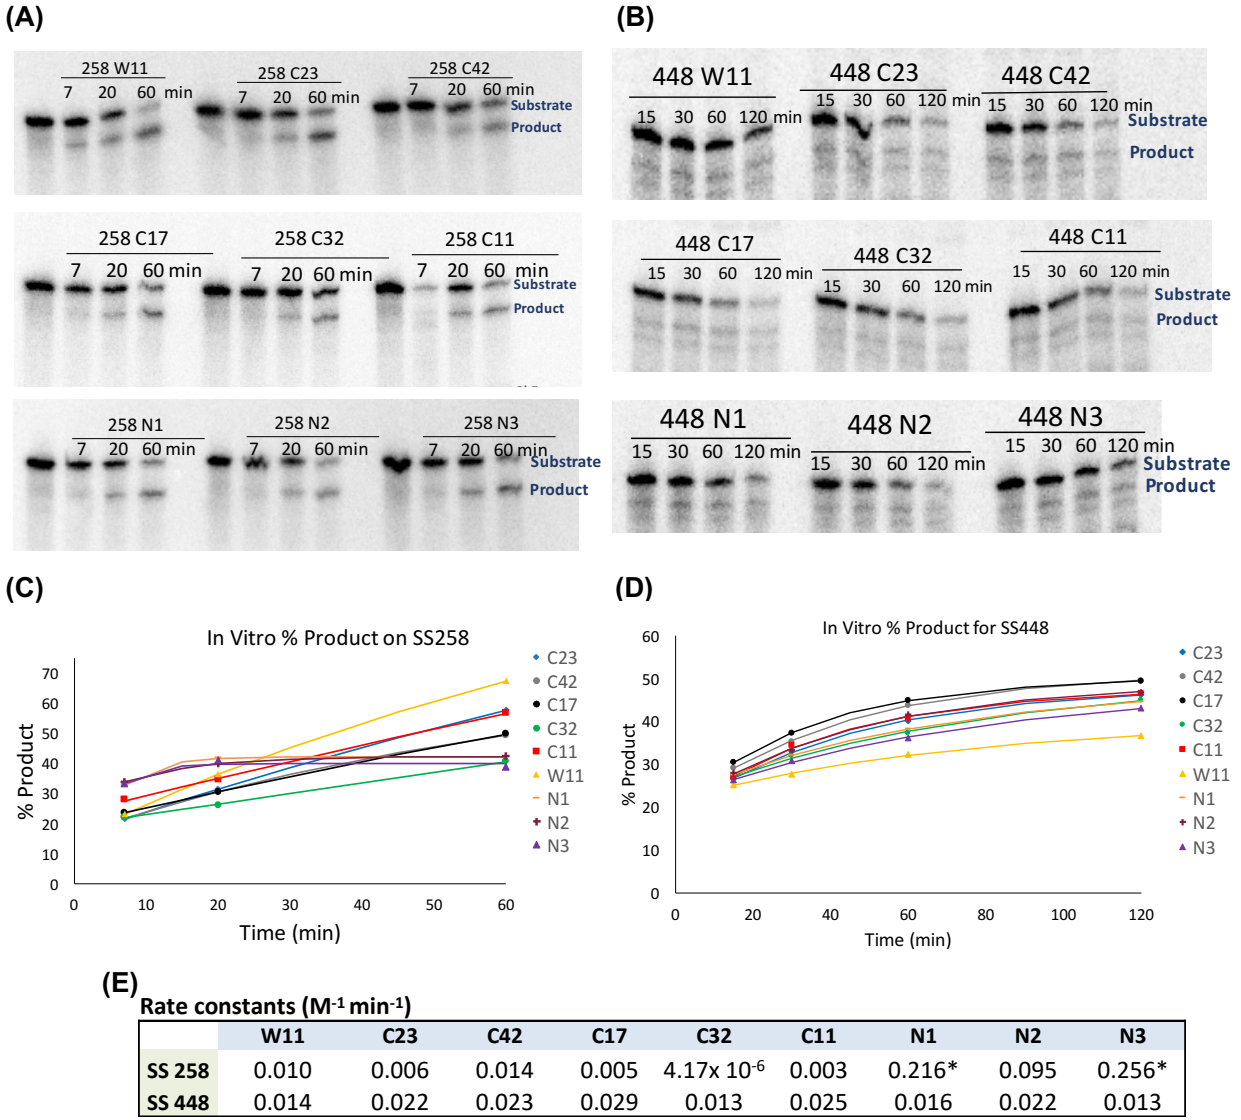 (A)
258 W11
258 C23
258 C42
7 20 60 min
7 20 60
7 20 60 min
Substrate
Product
258 C17
258 C32
258 C11
7 20 60 min
7 20 60 min
7 20 60 min
Substrate
Product
258 N1
258 N2
258 N3
7 20 60 min
7 20 60
7 20 60 min
Substrate
Product
(B)
448 W11
448 C23
448 C42
15 30 60 120 min
15 30 60 120
15 30 60 120 min
Substrate
Product
448 C17
448 C32
448 C11
15 30 60 120 min
15 30 60 120 min
15 30 60 120 min
Substrate
Product
448 N1
448 N2
448 N3
15 30 60 120 min
15 30 60 120 min
15 30 60 120 min
Substrate
Product
(C)
In Vitro % Product on SS258
% Product
70
60
50
40
30
20
10
0
0 10 20 30 40 50 60
Time (min)
C23
C42
C17
C32
C11
W11
N1
N2
N3
(D)
In Vitro % Product for SS448
% Product
60
50
40
30
20
10
0
0 20 40 60 80 100 120
Time (min)
C23
C42
C17
C32
C11
W11
N1
N2
N3
(E)
Rate constants (M⁻¹ min⁻¹)
W11 C23 C42 C17 C32 C11 N1 N2 N3
SS 258 0.010 0.006 0.014 0.005 4.17x 10⁻⁶ 0.003 0.216* 0.095 0.256*
SS 448 0.014 0.022 0.023 0.029 0.013 0.025 0.016 0.022 0.013